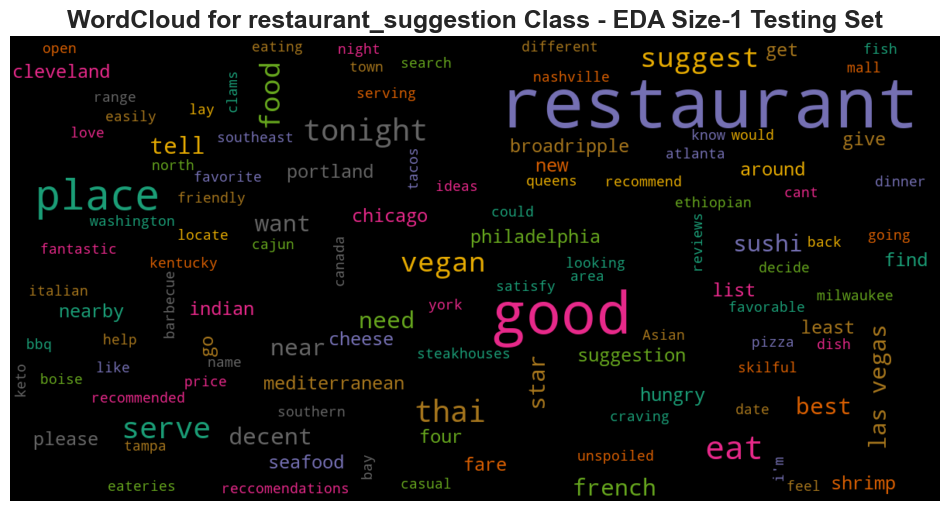 WordCloud for restaurant_suggestion Class - EDA Size-1 Testing Set
open
eating
night
different
suggest
get
fish
cleveland
food
town
search
nashville
mall
range
clams
serving
restaurant
easily
lay
love
tell
southeast
tonight
broadripple
know
would
give
north
favorite
portland
tacos
new
atlanta
around
place
friendly
ideas
queens
recommend
cant
dinner
washington
want
chicago
could
ethiopian
fantastic
locate
cajun
philadelphia
reviews
sushi
back
going
kentucky
canada
vegan
looking
area
decide
find
italian
barbecue
indian
york
satisfy
list
favorable
milwaukee
nearby
need
good
least
bbq
help
go
near
cheese
steakhouses
Asian
suggestion
pizza
dish
keto
boise
like
name
price
mediterranean
star
skilful
las vegas
recommended
southern
thai
hungry
craving
date
best
please
serve
tampa
decent
four
eat
seafood
bay
fare
unspoiled
i'm
eateries
reccomendations
casual
french
feel
shrimp